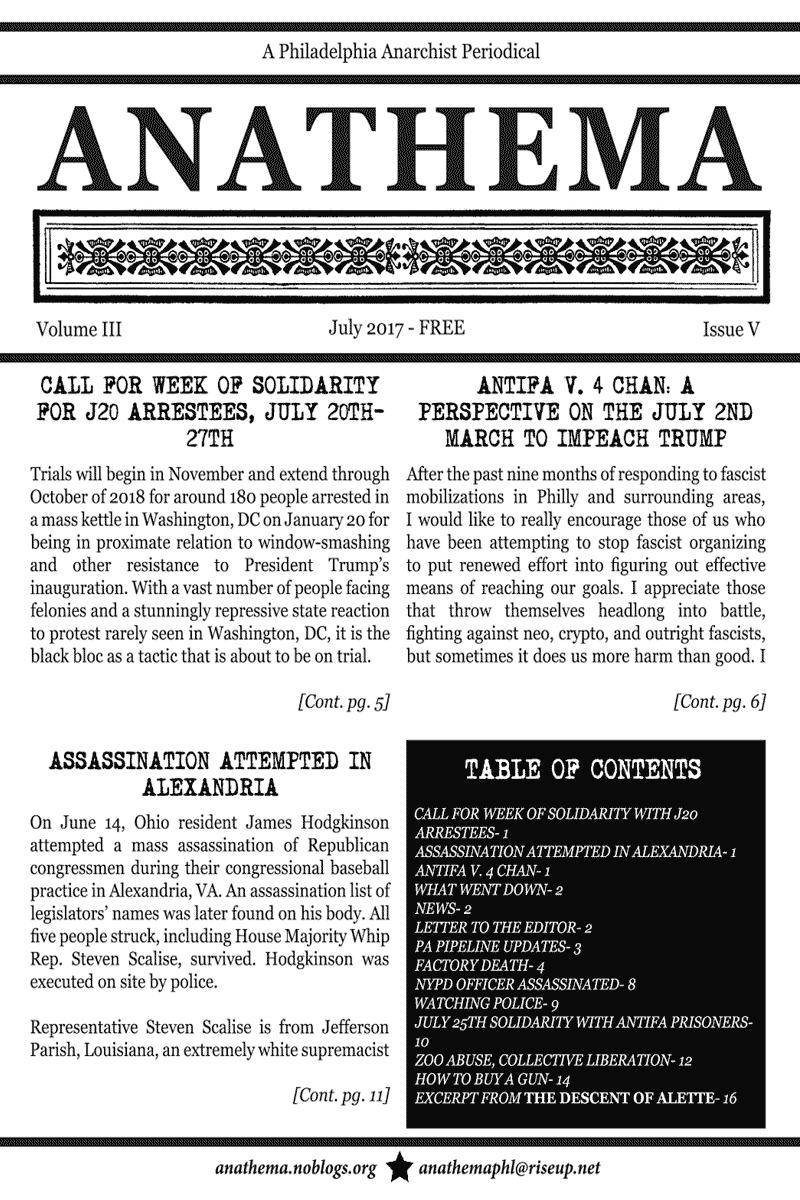 A Philadelphia Anarchist Periodical
ANATHEMA
Volume III
July 2017 - FREE
Issue V
CALL FOR WEEK OF SOLIDARITY
FOR J20 ARRESTEES, JULY 20TH-
27TH
Trials will begin in November and extend through
October of 2018 for around 180 people arrested in
a mass kettle in Washington, DC on January 20 for
being in proximate relation to window-smashing
and other resistance to President Trump's
inauguration. With a vast number of people facing
felonies and a stunningly repressive state reaction
to protest rarely seen in Washington, DC, it is the
black bloc as a tactic that is about to be on trial.
[Cont. pg. 5]
ANTIFA V. 4 CHAN: A
PERSPECTIVE ON THE JULY 2ND
MARCH TO IMPEACH TRUMP
After the past nine months of responding to fascist
mobilizations in Philly and surrounding areas,
I would like to really encourage those of us who
have been attempting to stop fascist organizing
to put renewed effort into figuring out effective
means of reaching our goals. I appreciate those
that throw themselves headlong into battle,
fighting against neo, crypto, and outright fascists,
but sometimes it does us more harm than good. I
[Cont. pg. 6]
ASSASSINATION ATTEMPTED IN
ALEXANDRIA
On June 14, Ohio resident James Hodgkinson
attempted a mass assassination of Republican
congressmen during their congressional baseball
practice in Alexandria, VA. An assassination list of
legislators' names was later found on his body. All
five people struck, including House Majority Whip
Rep. Steven Scalise, survived. Hodgkinson was
executed on site by police.
Representative Steven Scalise is from Jefferson
Parish, Louisiana, an extremely white supremacist
[Cont. pg. 11]
TABLE OF CONTENTS
CALL FOR WEEK OF SOLIDARITY WITH J20
ARRESTEES- 1
ASSASSINATION ATTEMPTED IN ALEXANDRIA- 1
ANTIFA V. 4 CHAN- 1
WHAT WENT DOWN- 2
NEWS- 2
LETTER TO THE EDITOR- 2
PA PIPELINE UPDATES- 3
FACTORY DEATH- 4
NYPD OFFICER ASSASSINATED- 8
WATCHING POLICE- 9
JULY 25TH SOLIDARITY WITH ANTIFA PRISONERS-
10
ZOO ABUSE, COLLECTIVE LIBERATION- 12
HOW TO BUY A GUN- 14
EXCERPT FROM THE DESCENT OF ALETTE- 16
anathema.noblogs.org
anathemaphl@riseup.net